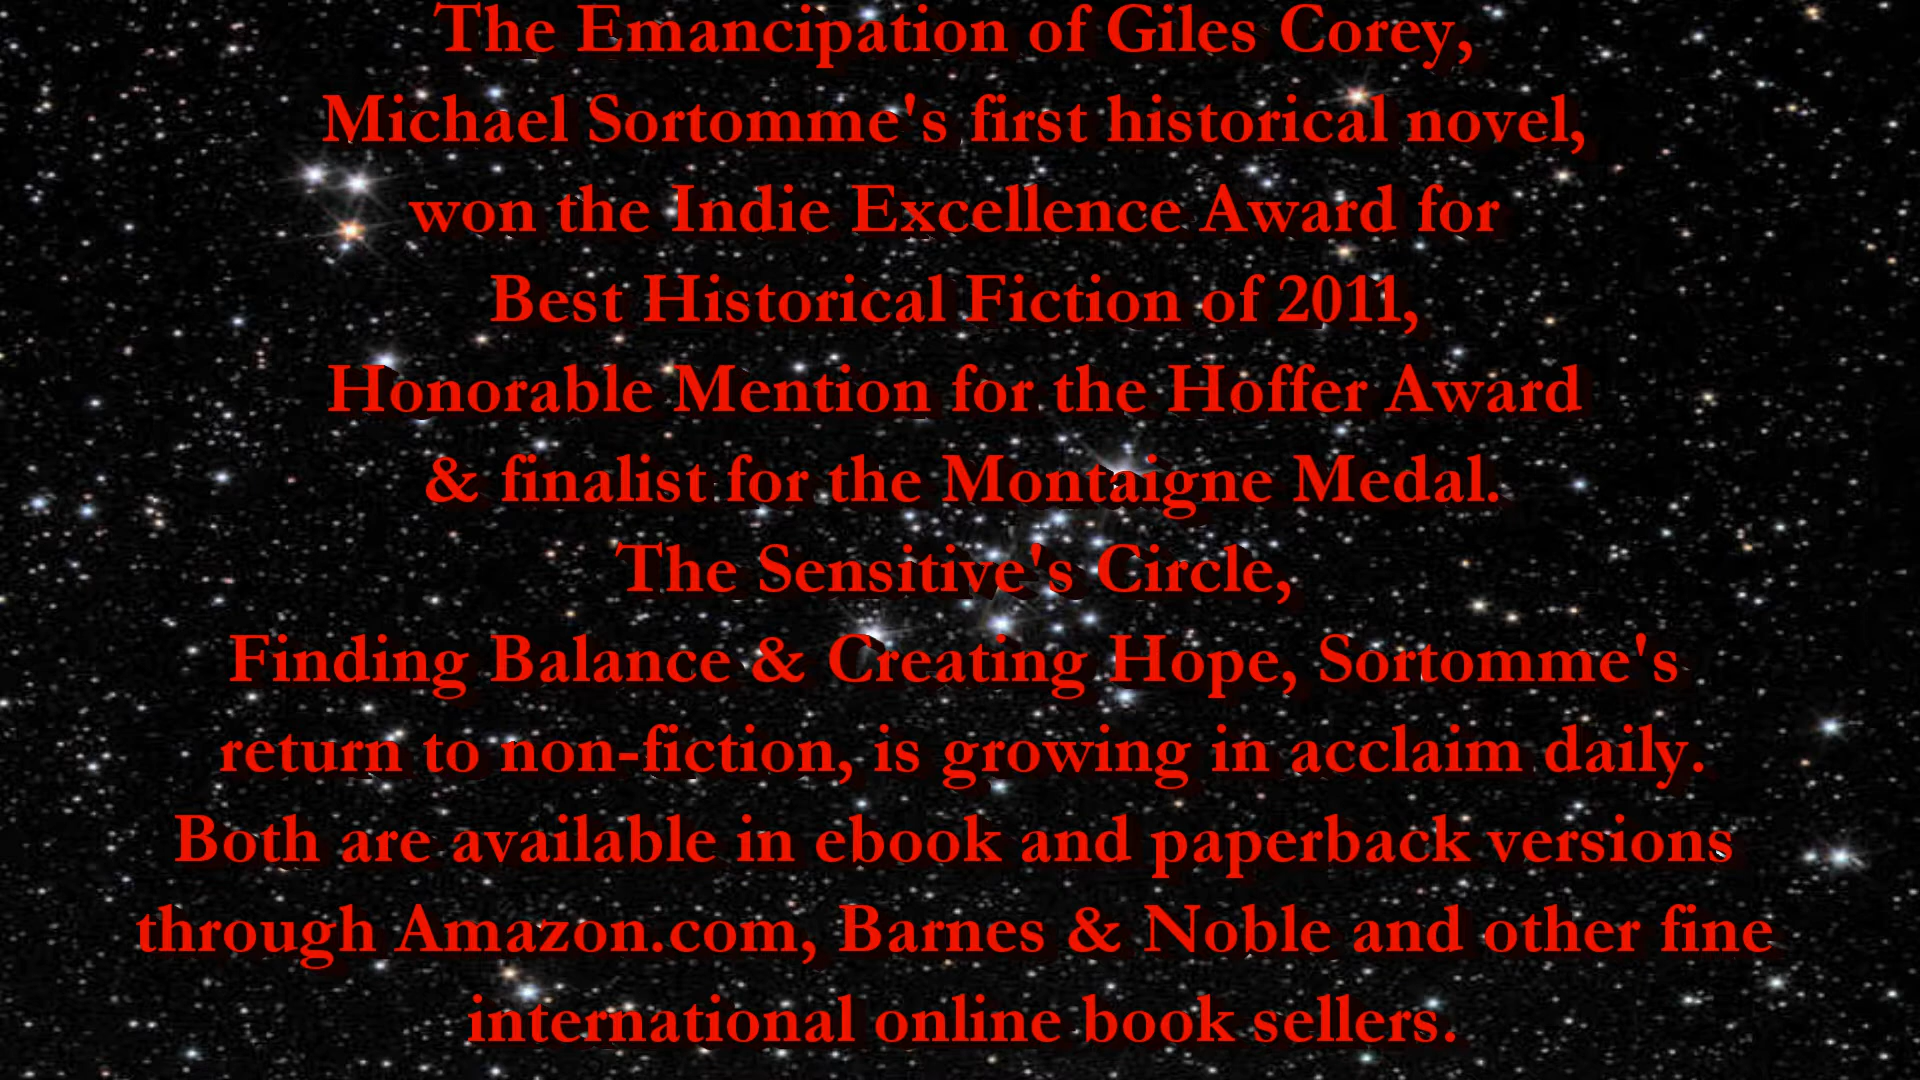 The Emancipation of Giles Corey,
Michael Sortomme's first historical novel,
won the Indie Excellence Award for
Best Historical Fiction of 2011,
Honorable Mention for the Hoffer Award
& finalist for the Montaigne Medal.
The Sensitive's Circle,
Finding Balance & Creating Hope, Sortomme's
return to non-fiction, is growing in acclaim daily.
Both are available in ebook and paperback versions
through Amazon.com, Barnes & Noble and other fine
international online book sellers.